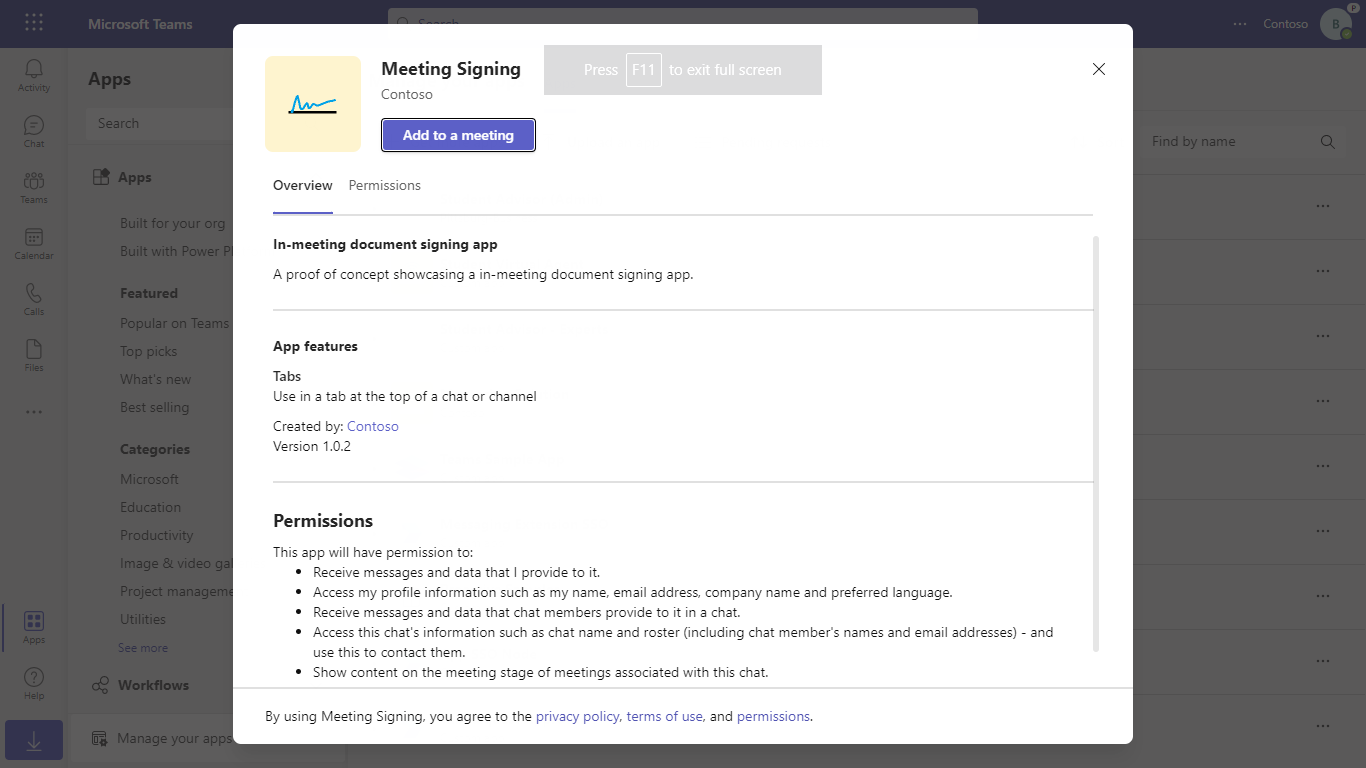 Microsoft Teams
Search
Contoso
B
P
Activity
Chat
Teams
Calendar
Calls
Files
Apps
Help
Apps
Search
Apps
Built for your org
Built with Power
Featured
Popular on Teams
Top picks
What's new
Best selling
Categories
Microsoft
Education
Productivity
Image & video
Project
Utilities
See more
Workflows
Manage your apps
Find by name
Meeting Signing
Contoso
Press F11 to exit full screen
Add to a meeting
Overview Permissions
In-meeting document signing app
A proof of concept showcasing a in-meeting document signing app.
App features
Tabs
Use in a tab at the top of a chat or channel
Created by: Contoso
Version 1.0.2
Permissions
This app will have permission to:
Receive messages and data that I provide to it.
Access my profile information such as my name, email address, company name and preferred language.
Receive messages and data that chat members provide to it in a chat.
Access this chat's information such as chat name and roster (including chat member's names and email addresses) - and
use this to contact them.
Show content on the meeting stage of meetings associated with this chat.
By using Meeting Signing, you agree to the privacy policy, terms of use, and permissions.